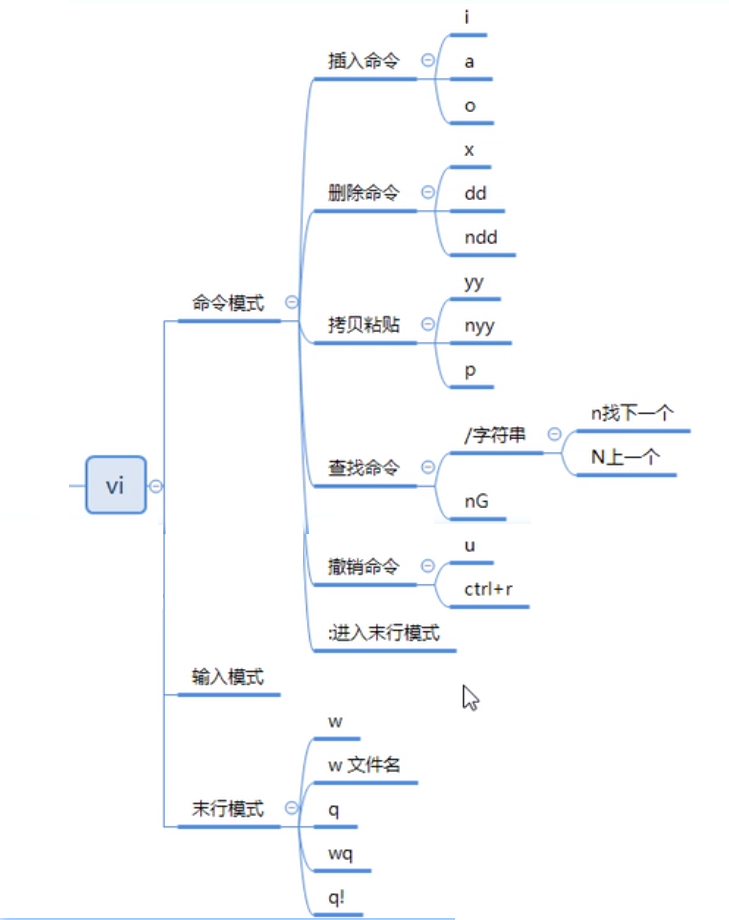 vi
命令模式
插入命令
i
a
o
删除命令
x
dd
ndd
拷贝粘贴
yy
nyy
p
查找命令
/字符串
n找下一个
N上一个
nG
撤销命令
u
ctrl+r
:进入末行模式
输入模式
末行模式
w
w 文件名
q
wq
q!